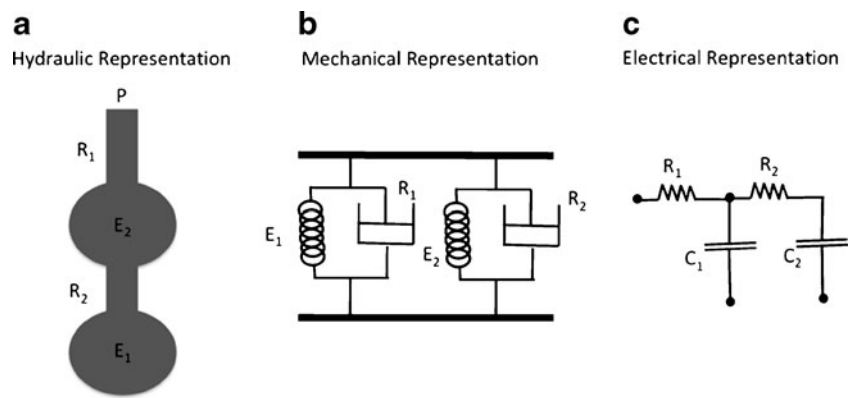 a
Hydraulic Representation
P
R₁
E₂
R₂
E₁
b
Mechanical Representation
E₁
R₁
E₂
R₂
c
Electrical Representation
R₁
R₂
C₁
C₂